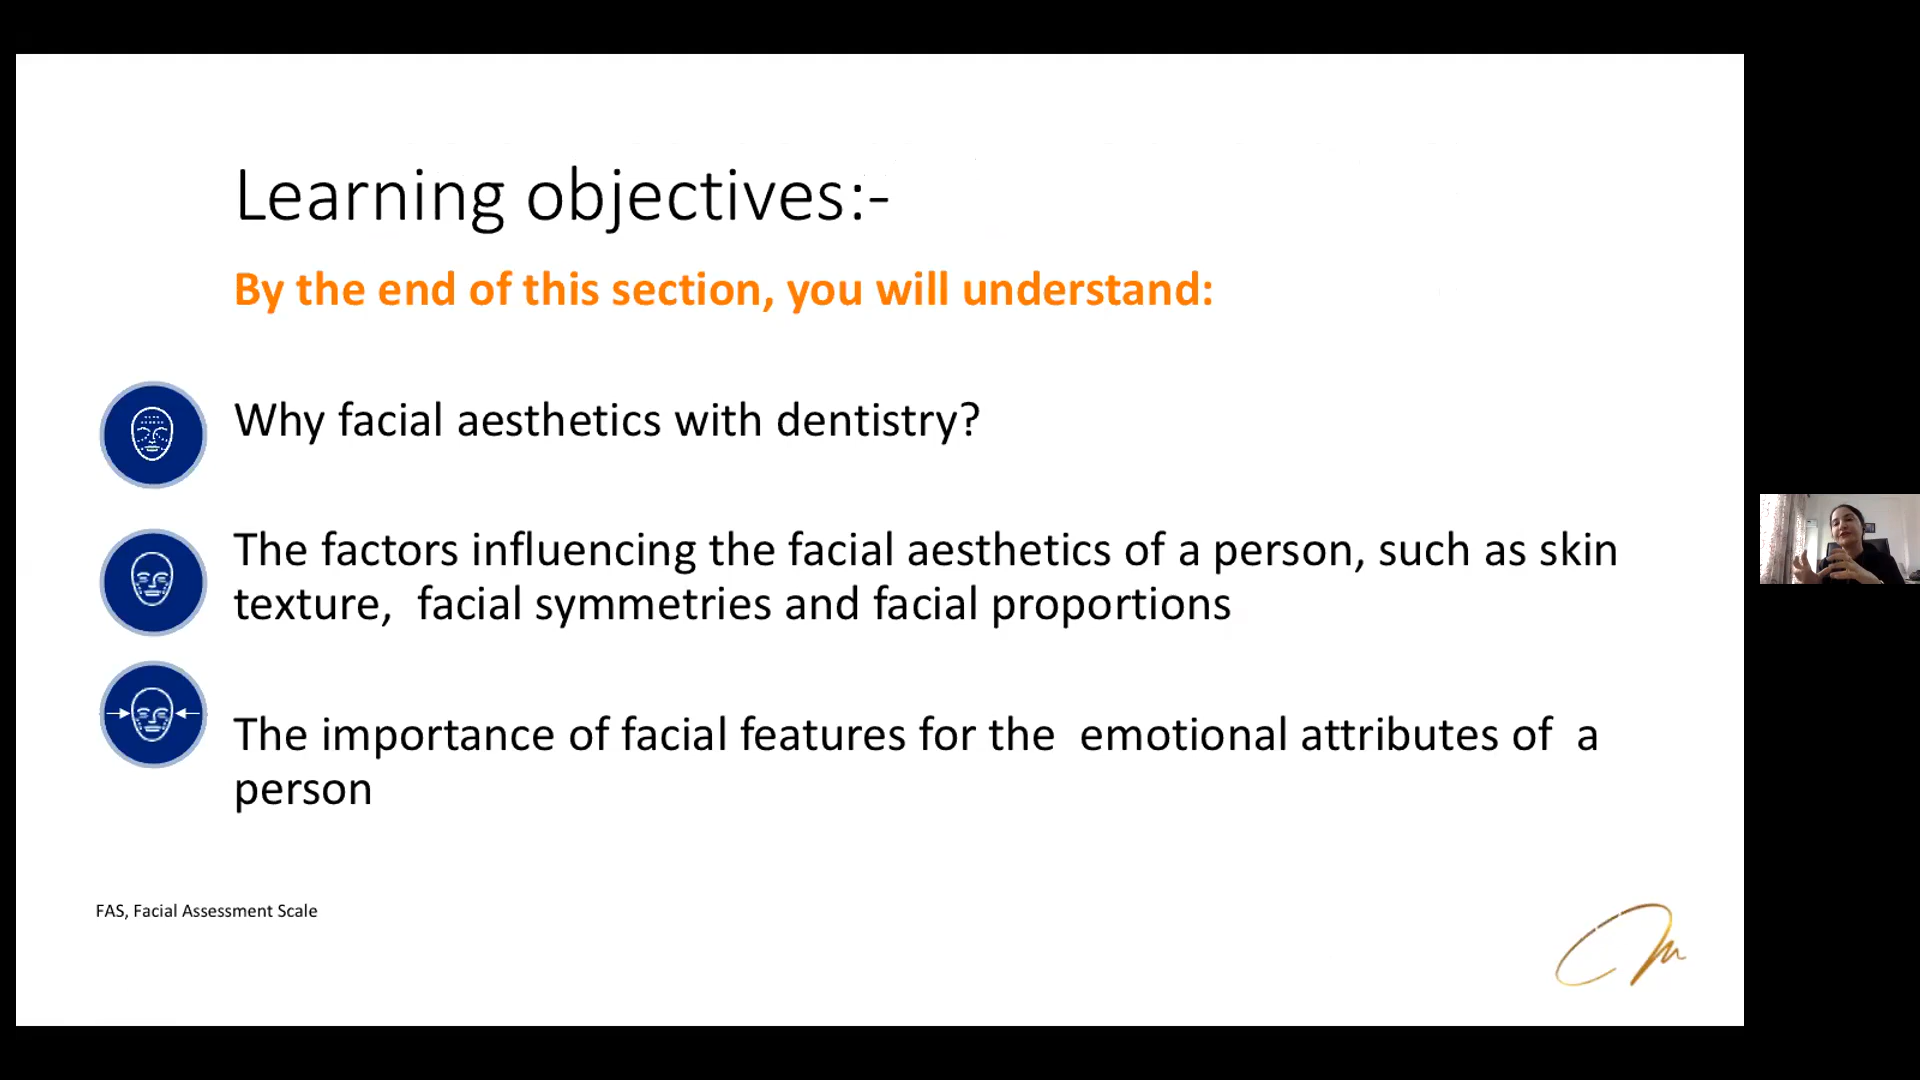 Learning objectives:-
By the end of this section, you will understand:
Why facial aesthetics with dentistry?
The factors influencing the facial aesthetics of a person, such as skin
texture,  facial symmetries and facial proportions
The importance of facial features for the  emotional attributes of  a
person
FAS, Facial Assessment Scale